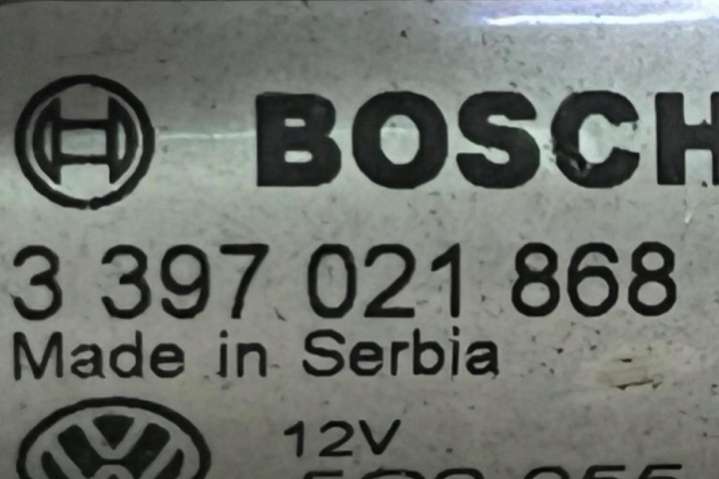 BOSCH
3 397 021 868
Made in Serbia
12V